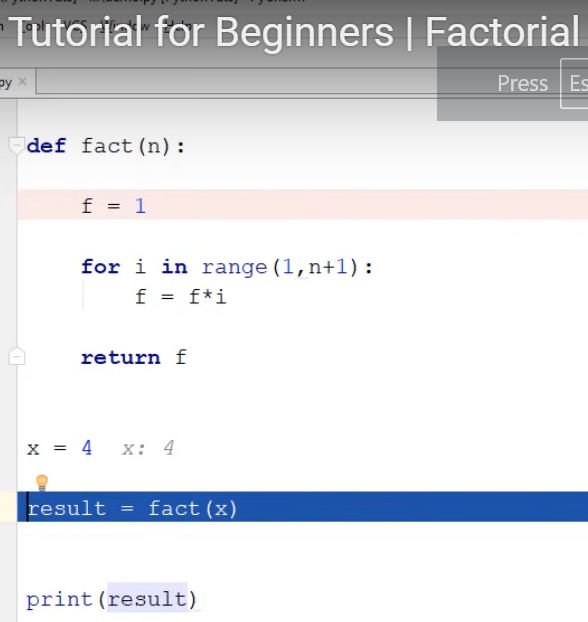 Tutorial for Beginners | Factorial
Press Es
py ×
def fact(n):
f = 1
for i in range(1,n+1):
f = f*i
return f
x = 4 x: 4
result = fact(x)
print(result)